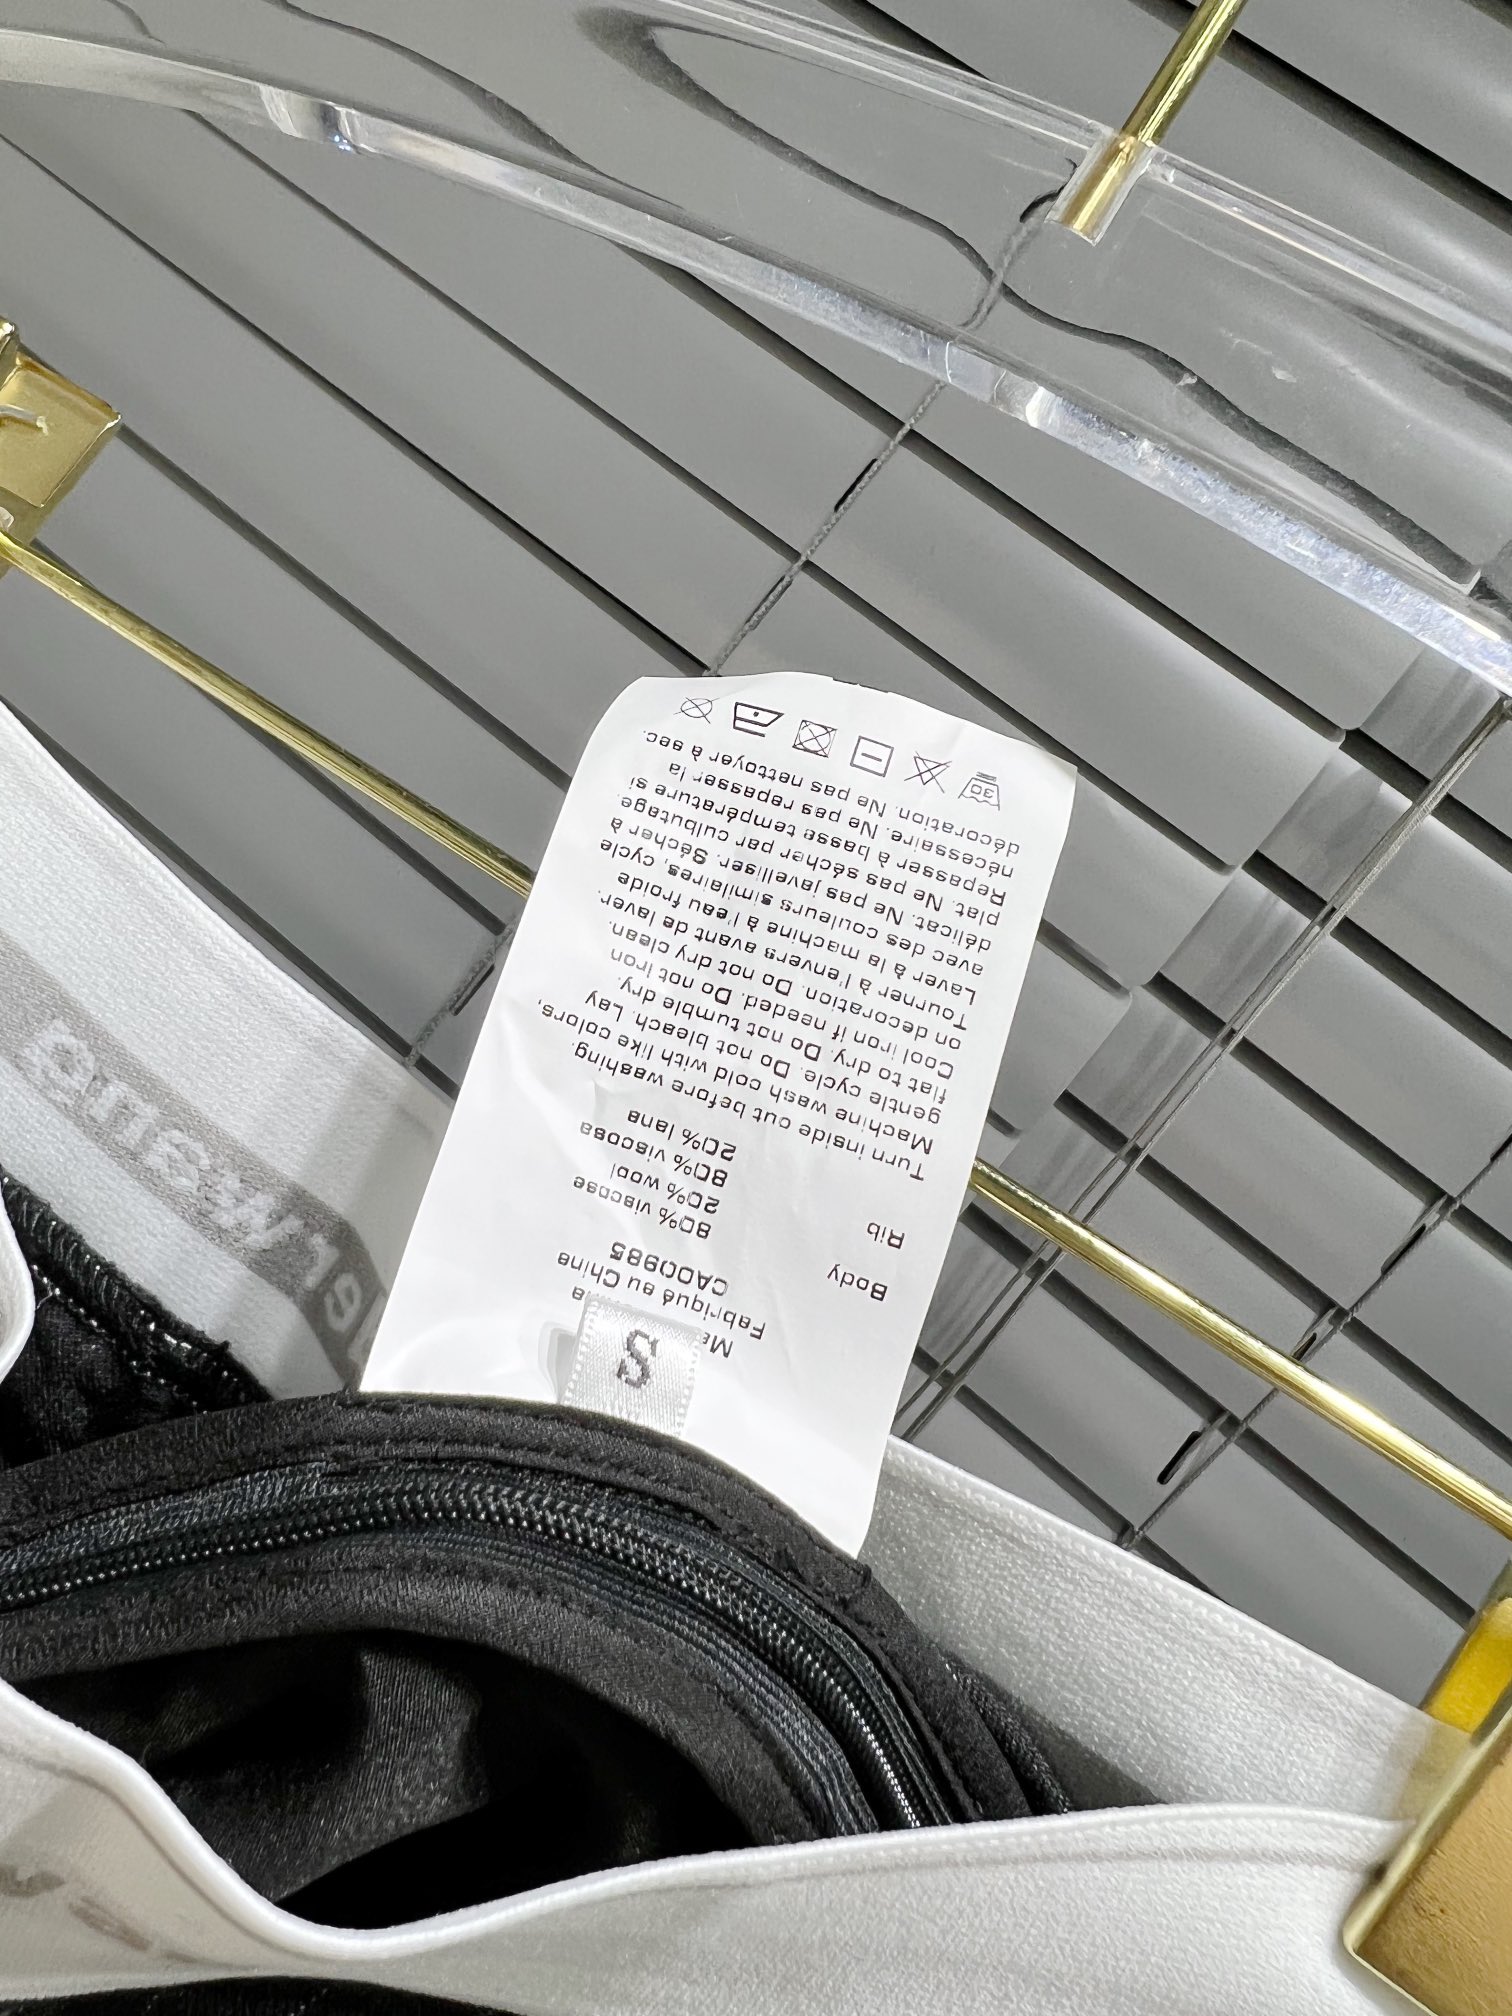 S
Fabriqué au Chine
CA00985
Body
80% viscose
20% wool
Rib
80% viscosa
20% lana
Turn inside out before washing.
Machine wash cold with like colors,
gentle cycle. Do not bleach. Lay
flat to dry. Do not tumble dry.
Cool iron if needed. Do not iron
on decoration. Do not dry clean.
Tourner à l'envers avant de laver.
Laver à la machine à l'eau froide
avec des couleurs similaires, cycle
délicat. Ne pas javelliser. Sécher à
plat. Ne pas sécher par culbutage.
Repasser à basse température si
nécessaire. Ne pas repasser la
décoration. Ne pas nettoyer à sec.
30